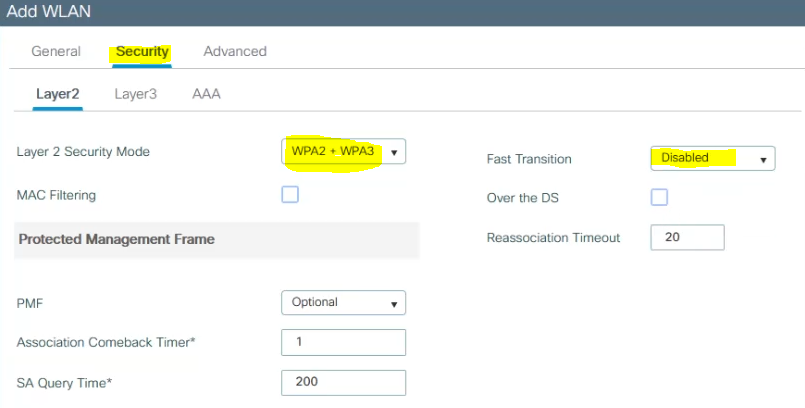 Add WLAN
General Security Advanced
Layer2 Layer3 AAA
Layer 2 Security Mode WPA2 + WPA3 Fast Transition Disabled
MAC Filtering Over the DS
Protected Management Frame Reassociation Timeout 20
PMF Optional
Association Comeback Timer* 1
SA Query Time* 200